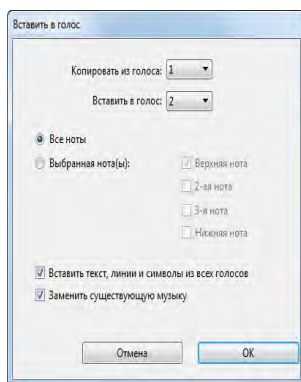 Вставить в голос
Копировать из голоса: 1
Вставить в голос: 2
Все ноты
Выбранная нота(ы): Верхняя нота
2-ая нота
3-я нота
Нижняя нота
Вставить текст, линии и символы из всех голосов
Заменить существующую музыку
Отмена OK